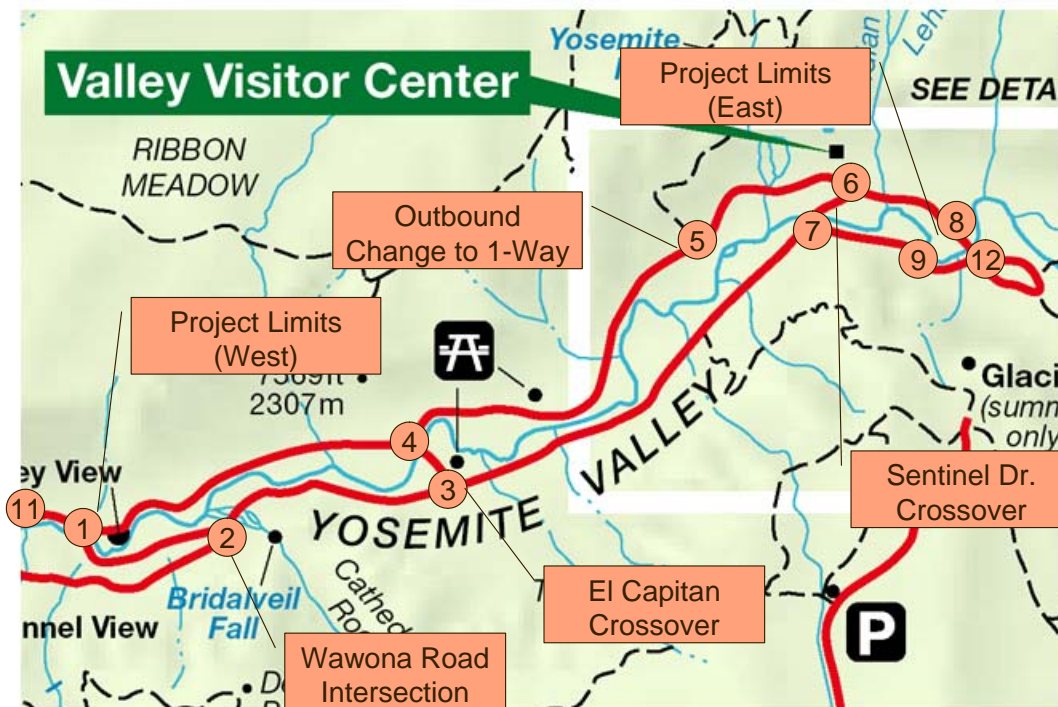 Yosemite
Valley Visitor Center
Project Limits
(East)
SEE DETA
RIBBON
MEADOW
Outbound
Change to 1-Way
5
6
7
8
9
12
Project Limits
(West)
2307m
Glaci
(summ
only
4
3
VALLEY
YOSEMITE
ey View
11
1
2
Sentinel Dr.
Crossover
Bridalveil
Fall
Cathed
El Capitan
Crossover
nnel View
P
Wawona Road
Intersection